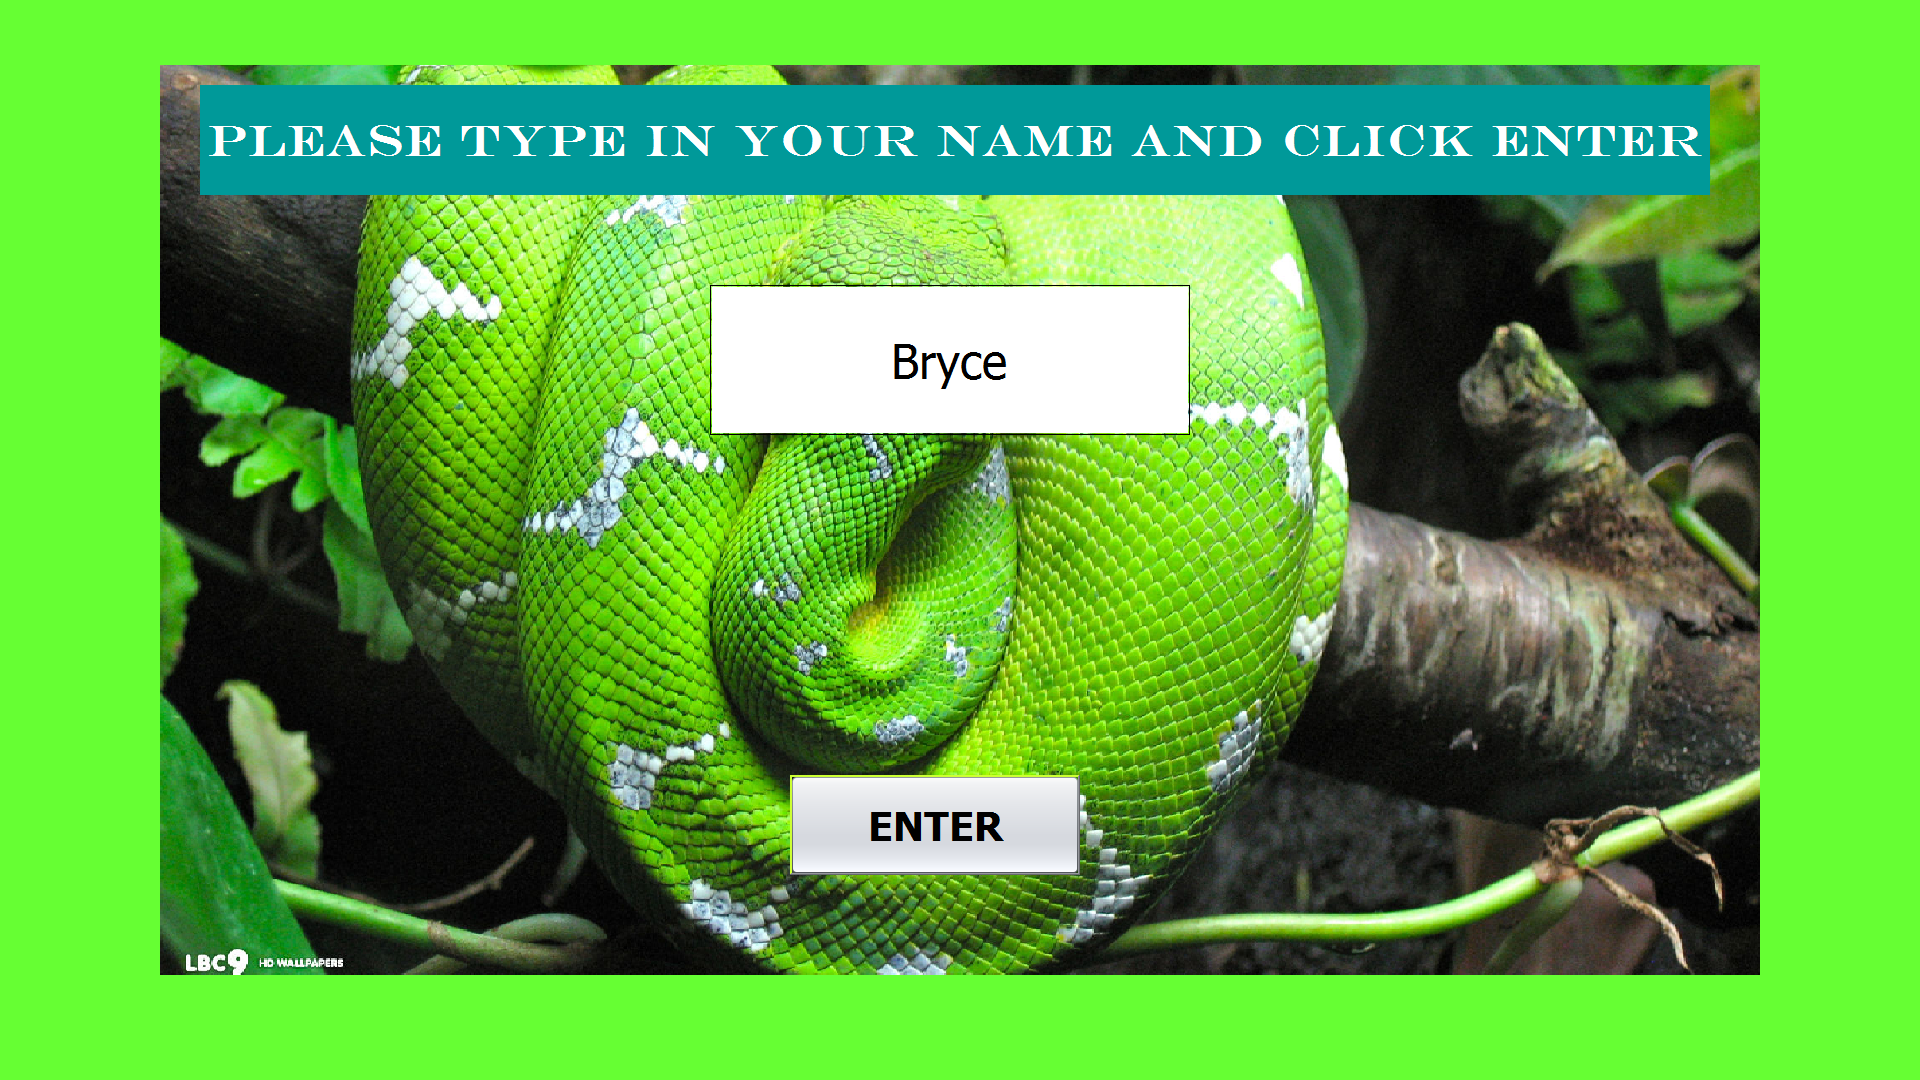 PLEASE TYPE IN YOUR NAME AND CLICK ENTER
Bryce
ENTER
LBC9 HD WALLPAPERS